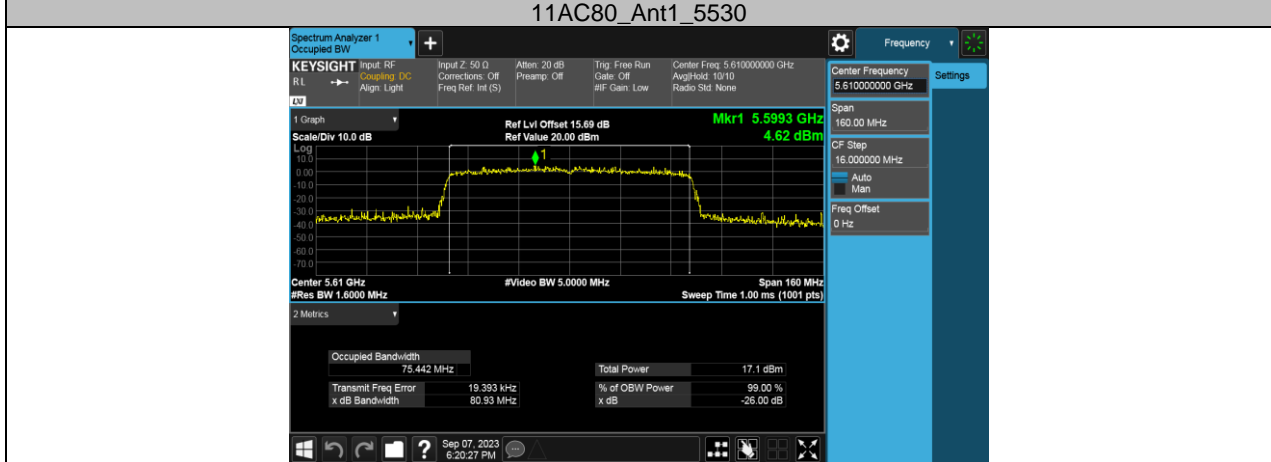 11AC80_Ant1_5530
Spectrum Analyzer 1
Occupied BW
Frequency
KEYSIGHT Input: RF Input Z: 50 Ω Atten: 20 dB Trig: Free Run Center Freq: 5.610000000 GHz
RL Coupling: DC Corrections: Off Preamp: Off Gate: Off Avg|Hold: 10/10
Align: Light Freq Ref: Int (S) #IF Gain: Low Radio Std: None
LXI
Center Frequency
5.610000000 GHz
Settings
Span
160.00 MHz
CF Step
16.000000 MHz
Auto
Man
Freq Offset
0 Hz
1 Graph Ref Lvl Offset 15.69 dB Mkr1 5.5993 GHz
Scale/Div 10.0 dB Ref Value 20.00 dBm 4.62 dBm
Log
1
10.0
0.00
-10.0
-20.0
-30.0
-40.0
-50.0
-60.0
-70.0
Center 5.61 GHz #Video BW 5.0000 MHz Span 160 MHz
#Res BW 1.6000 MHz Sweep Time 1.00 ms (1001 pts)
2 Metrics
Occupied Bandwidth
75.442 MHz Total Power 17.1 dBm
Transmit Freq Error 19.393 kHz % of OBW Power 99.00 %
x dB Bandwidth 80.93 MHz x dB -26.00 dB
? Sep 07, 2023
6:20:27 PM